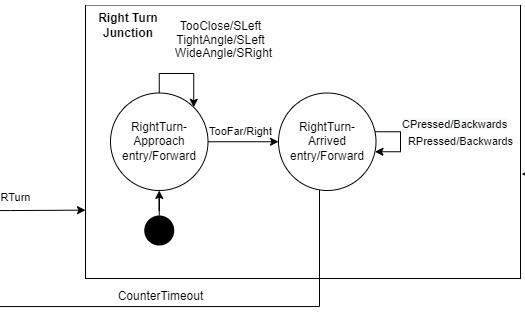 Right Turn
Junction
TooClose/SLeft
TightAngle/SLeft
WideAngle/SRight
RightTurn-
Approach
entry/Forward
TooFar/Right
RightTurn-
Arrived
entry/Forward
CPressed/Backwards
RPressed/Backwards
RTurn
CounterTimeout